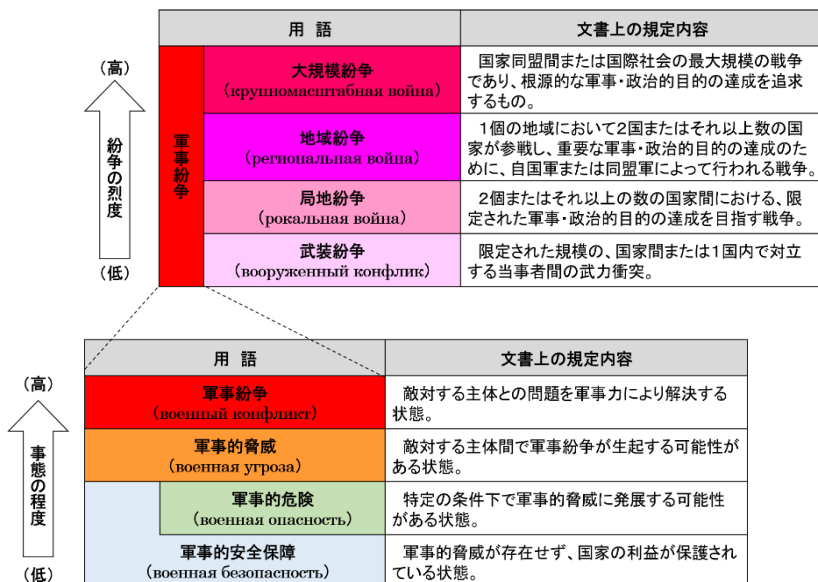 用 語
文書上の規定内容
(高)
紛争の烈度
(低)
軍事紛争
大規模紛争
(крупномасштабная война)
国家同盟間または国際社会の最大規模の戦争
であり、根源的な軍事・政治的目的の達成を追求
するもの。
地域紛争
(региональная война)
1個の地域において2国またはそれ以上数の国
家が参戦し、重要な軍事・政治的目的の達成のた
めに、自国軍または同盟軍によって行われる戦争。
局地紛争
(рокальная война)
2個またはそれ以上の数の国家間における、限
定された軍事・政治的目的の達成を目指す戦争。
武装紛争
(вооруженный конфлик)
限定された規模の、国家間または1国内で対立
する当事者間の武力衝突。
用 語
文書上の規定内容
(高)
事態の程度
(低)
軍事紛争
(военный конфликт)
敵対する主体との問題を軍事力により解決する
状態。
軍事的脅威
(военная угроза)
敵対する主体間で軍事紛争が生起する可能性が
ある状態。
軍事的危険
(военная опасность)
特定の条件下で軍事的脅威に発展する可能性
がある状態。
軍事的安全保障
(военная безопасность)
軍事的脅威が存在せず、国家の利益が保護され
ている状態。